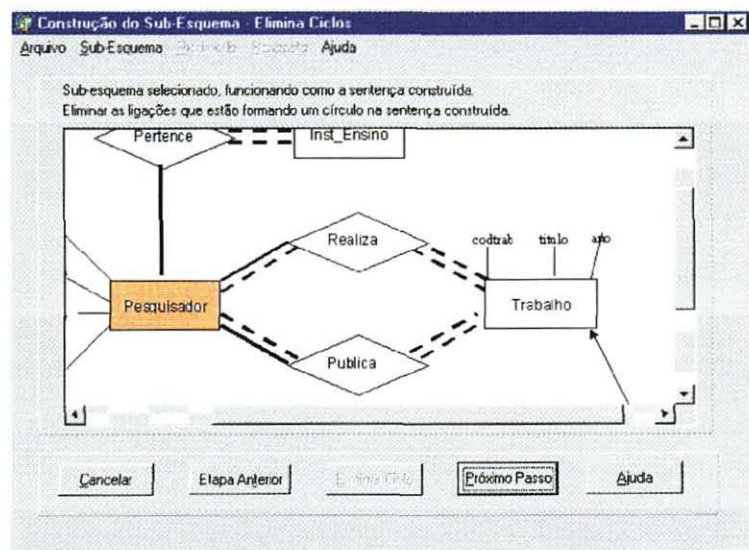 Construção do Sub-Esquema - Elimina Ciclos
Arquivo Sub-Esquema Ajuda
Sub-esquema selecionado, funcionando como a sentença construída.
Eliminar as ligações que estão formando um círculo na sentença construída.
Pertence Inst_Ensino
Realiza codtrab titulo ano
Pesquisador Trabalho
Publica
Cancelar Etapa Anterior Elimina Ciclo Próximo Passo Ajuda